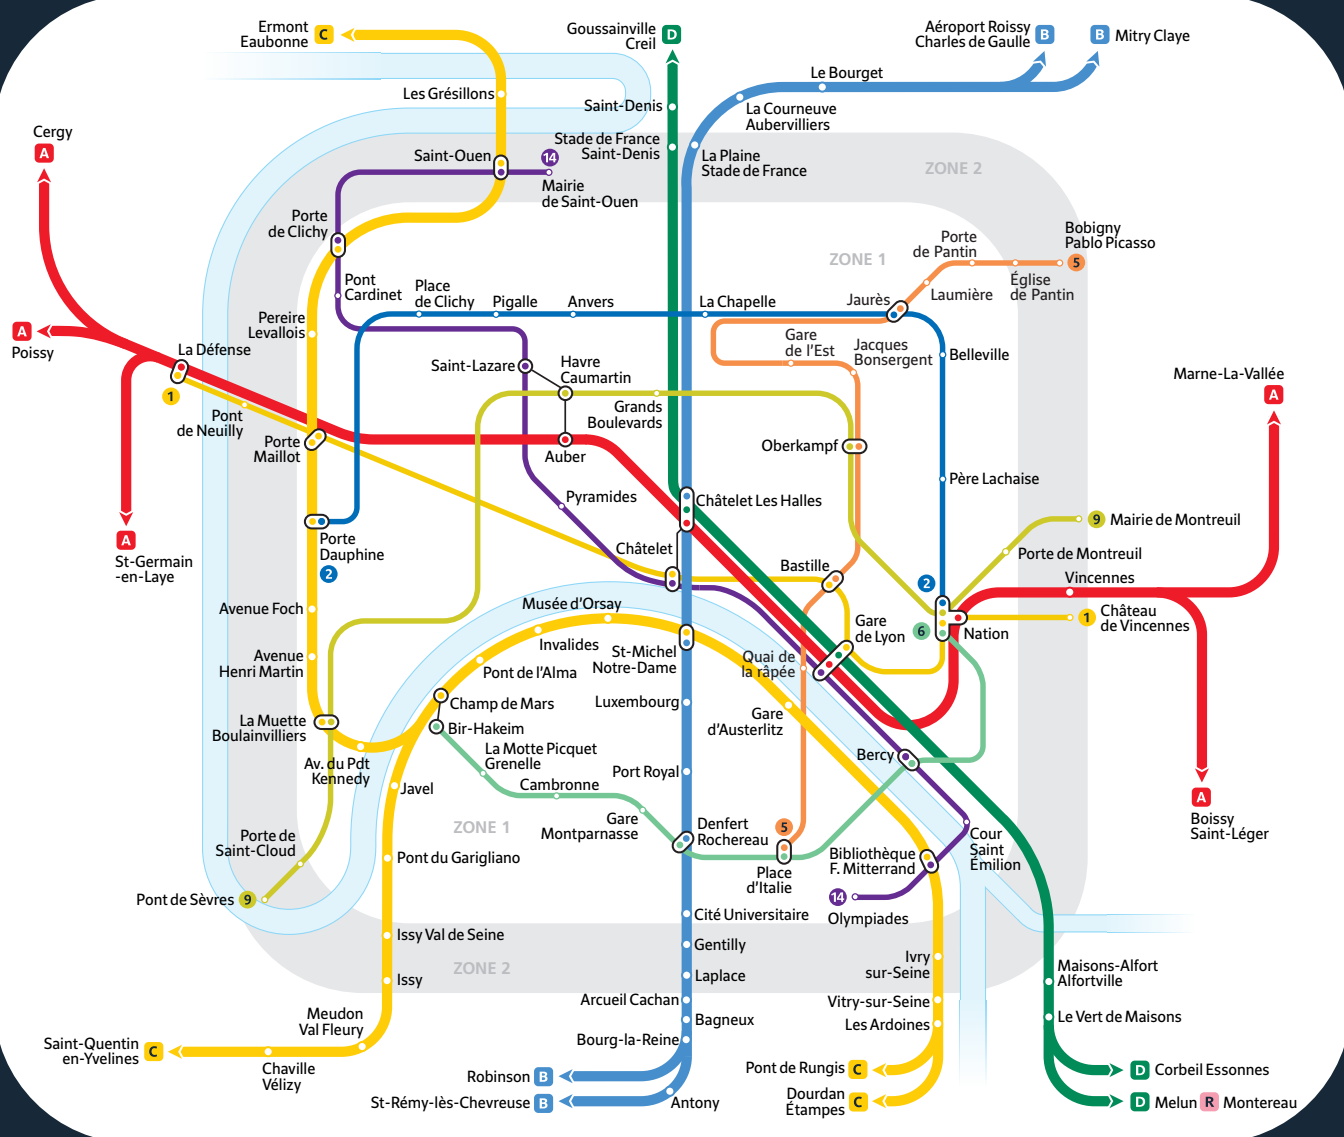 Ermont
Eaubonne
C
Goussainville
Creil
D
Aéroport Roissy
Charles de Gaulle
B
B
Mitry Claye
Le Bourget
Les Grésillons
Saint-Denis
La Courneuve
Aubervilliers
Cergy
A
Stade de France
Saint-Denis
Saint-Ouen
14
Mairie
de Saint-Ouen
La Plaine
Stade de France
ZONE 2
Porte
de Clichy
ZONE 1
Porte
de Pantin
Bobigny
Pablo Picasso
5
Église
de Pantin
Laumière
Jaurès
Pont
Cardinet
Place
de Clichy
Pigalle
Anvers
La Chapelle
Pereire
Levallois
A
Poissy
La Défense
1
Saint-Lazare
Havre
Caumartin
Gare
de l'Est
Jacques
Bonsergent
Belleville
Marne-La-Vallée
A
Pont
de Neuilly
Grands
Boulevards
Porte
Maillot
Auber
Oberkampf
Père Lachaise
Pyramides
Châtelet Les Halles
9
Mairie de Montreuil
A
St-Germain
-en-Laye
Porte
Dauphine
2
Châtelet
Bastille
Porte de Montreuil
Vincennes
2
Avenue Foch
Musée d'Orsay
Invalides
St-Michel
Notre-Dame
Gare
de Lyon
6
Nation
1
Château
de Vincennes
Avenue
Henri Martin
Pont de l'Alma
Quai de
la râpée
Champ de Mars
Luxembourg
La Muette
Boulainvilliers
Bir-Hakeim
Gare
d'Austerlitz
La Motte Picquet
Grenelle
Av. du Pdt
Kennedy
Javel
Cambronne
Port Royal
Bercy
A
Boissy
Saint-Léger
ZONE 1
Gare
Montparnasse
Denfert
Rochereau
5
Place
d'Italie
Cour
Saint
Émilion
Porte de
Saint-Cloud
Pont du Garigliano
Bibliothèque
F. Mitterrand
Pont de Sèvres
9
14
Olympiades
Cité Universitaire
Issy Val de Seine
Gentilly
ZONE 2
Ivry
sur-Seine
Issy
Laplace
Maisons-Alfort
Alfortville
Arcueil Cachan
Vitry-sur-Seine
Meudon
Val Fleury
Bagneux
Les Ardoines
Le Vert de Maisons
Saint-Quentin
en-Yvelines
C
Chaville
Vélizy
Bourg-la-Reine
Robinson
B
Pont de Rungis
C
D
Corbeil Essonnes
St-Rémy-lès-Chevreuse
B
Antony
Dourdan
Étampes
C
D
Melun
R
Montereau